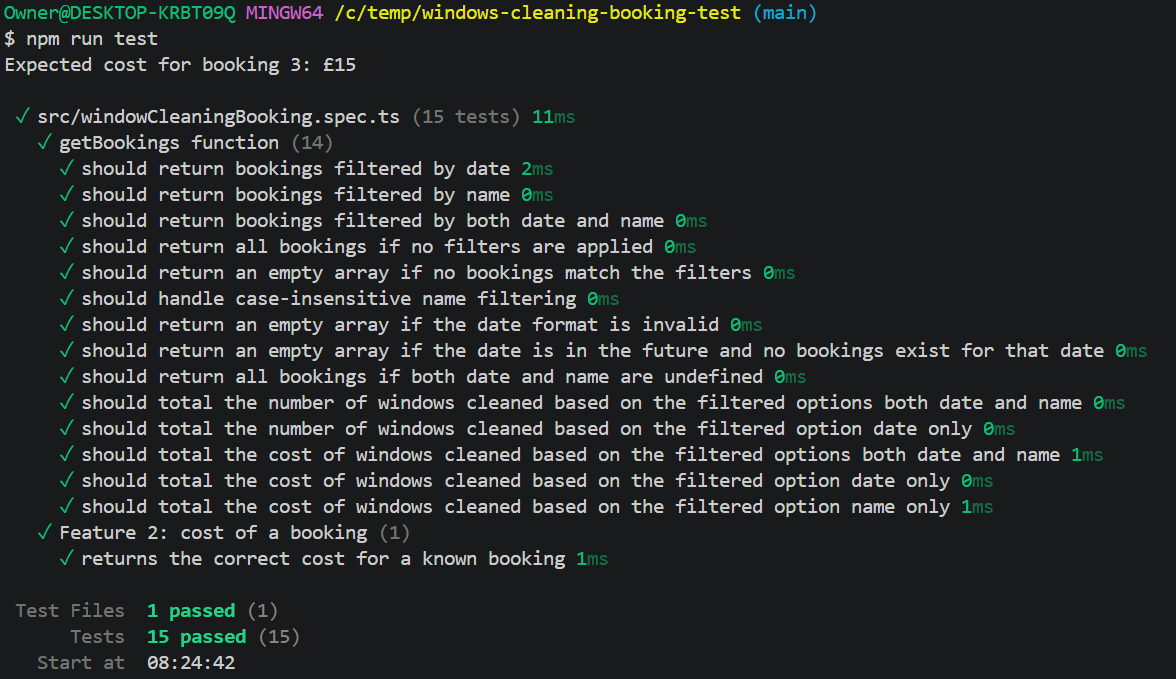 Owner@DESKTOP-KRBT09Q MINGW64 /c/temp/windows-cleaning-booking-test (main)
$ npm run test
Expected cost for booking 3: £15
✓ src/windowCleaningBooking.spec.ts (15 tests) 11ms
✓ getBookings function (14)
✓ should return bookings filtered by date 2ms
✓ should return bookings filtered by name 0ms
✓ should return bookings filtered by both date and name 0ms
✓ should return all bookings if no filters are applied 0ms
✓ should return an empty array if no bookings match the filters 0ms
✓ should handle case-insensitive name filtering 0ms
✓ should return an empty array if the date format is invalid 0ms
✓ should return an empty array if the date is in the future and no bookings exist for that date 0ms
✓ should return all bookings if both date and name are undefined 0ms
✓ should total the number of windows cleaned based on the filtered options both date and name 0ms
✓ should total the number of windows cleaned based on the filtered option date only 0ms
✓ should total the cost of windows cleaned based on the filtered options both date and name 1ms
✓ should total the cost of windows cleaned based on the filtered option date only 0ms
✓ should total the cost of windows cleaned based on the filtered option name only 1ms
✓ Feature 2: cost of a booking (1)
✓ returns the correct cost for a known booking 1ms
Test Files 1 passed (1)
Tests 15 passed (15)
Start at 08:24:42